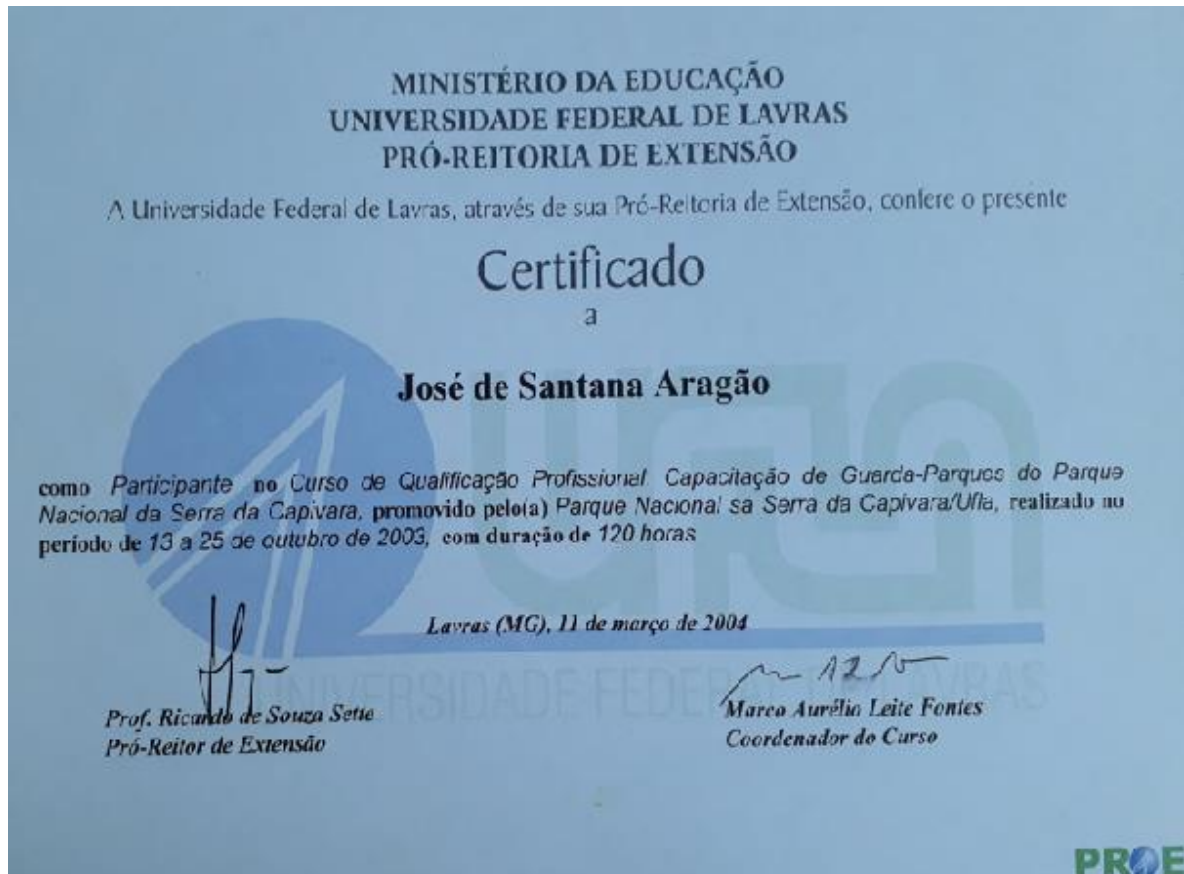 MINISTÉRIO DA EDUCAÇÃO
UNIVERSIDADE FEDERAL DE LAVRAS
PRÓ-REITORIA DE EXTENSÃO
A Universidade Federal de Lavras, através de sua Pró-Reitoria de Extensão, confere o presente
Certificado
a
José de Santana Aragão
como Participante no Curso de Qualificação Profissional Capacitação de Guarda-Parques do Parque
Nacional da Serra da Capivara, promovido pelo(a) Parque Nacional sa Serra da Capivara/Ufla, realizado no
período de 13 a 25 de outubro de 2003, com duração de 120 horas
Lavras (MG), 11 de março de 2004
UNIVERSIDADE FEDERAL DE LAVRAS
Prof. Ricardo de Souza Sette
Marco Aurélio Leite Fontes
Pró-Reitor de Extensão
Coordenador do Curso
PROE